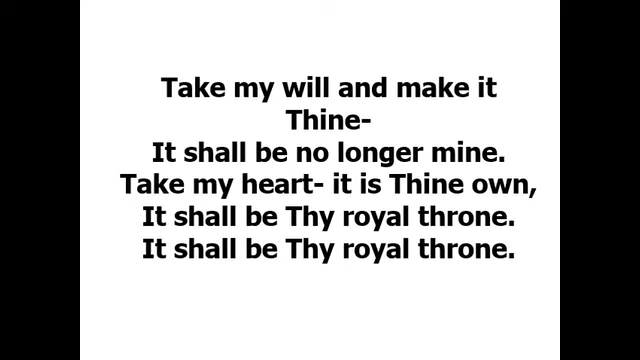 Take my will and make it
Thine-
It shall be no longer mine.
Take my heart- it is Thine own,
It shall be Thy royal throne.
It shall be Thy royal throne.